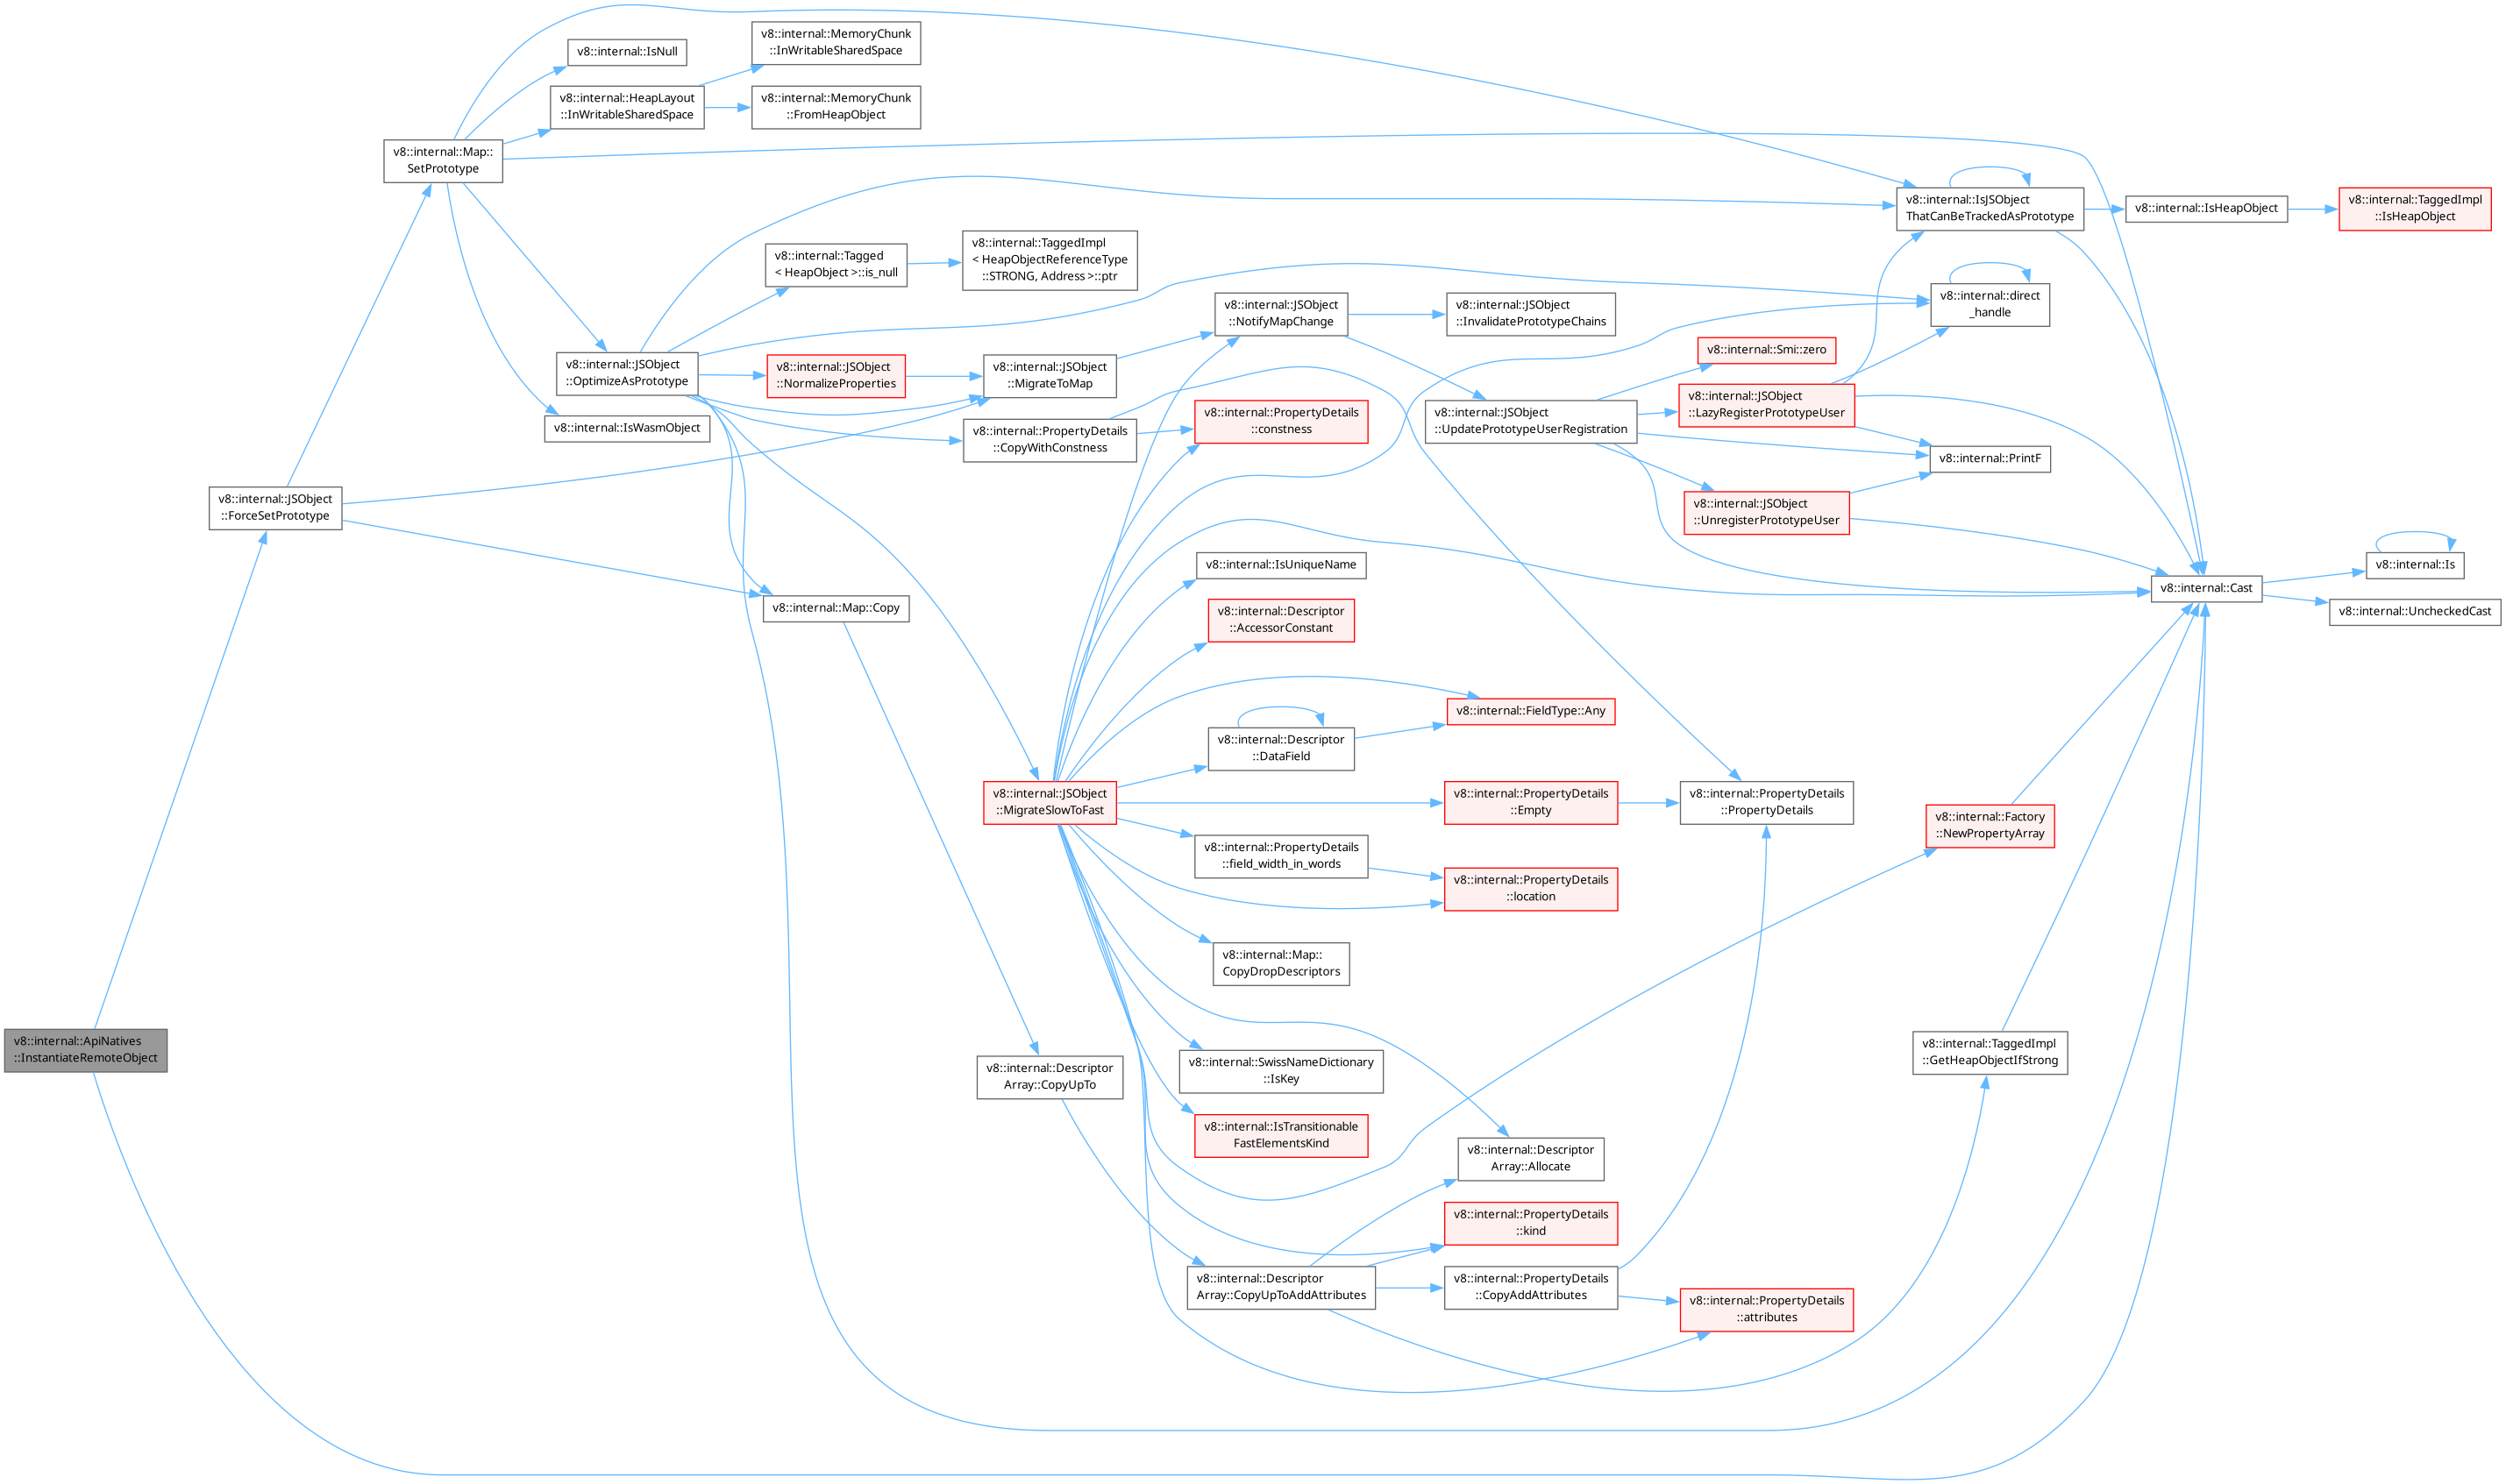 v8::internal::MemoryChunk
::InWritableSharedSpace
v8::internal::IsNull
v8::internal::HeapLayout
::InWritableSharedSpace
v8::internal::MemoryChunk
::FromHeapObject
v8::internal::Map::
SetPrototype
v8::internal::IsJSObject
ThatCanBeTrackedAsPrototype
v8::internal::IsHeapObject
v8::internal::TaggedImpl
::IsHeapObject
v8::internal::Tagged
< HeapObject >::is_null
v8::internal::TaggedImpl
< HeapObjectReferenceType
::STRONG, Address >::ptr
v8::internal::JSObject
::NotifyMapChange
v8::internal::JSObject
::InvalidatePrototypeChains
v8::internal::direct
_handle
v8::internal::JSObject
::OptimizeAsPrototype
v8::internal::JSObject
::NormalizeProperties
v8::internal::JSObject
::MigrateToMap
v8::internal::Smi::zero
v8::internal::IsWasmObject
v8::internal::PropertyDetails
::CopyWithConstness
v8::internal::PropertyDetails
::constness
v8::internal::JSObject
::UpdatePrototypeUserRegistration
v8::internal::JSObject
::LazyRegisterPrototypeUser
v8::internal::PrintF
v8::internal::JSObject
::ForceSetPrototype
v8::internal::JSObject
::UnregisterPrototypeUser
v8::internal::IsUniqueName
v8::internal::Is
v8::internal::Cast
v8::internal::UncheckedCast
v8::internal::Map::Copy
v8::internal::Descriptor
::AccessorConstant
v8::internal::FieldType::Any
v8::internal::Descriptor
::DataField
v8::internal::JSObject
::MigrateSlowToFast
v8::internal::PropertyDetails
::Empty
v8::internal::PropertyDetails
::PropertyDetails
v8::internal::Factory
::NewPropertyArray
v8::internal::PropertyDetails
::field_width_in_words
v8::internal::PropertyDetails
::location
v8::internal::Map::
CopyDropDescriptors
v8::internal::ApiNatives
::InstantiateRemoteObject
v8::internal::Descriptor
Array::CopyUpTo
v8::internal::SwissNameDictionary
::IsKey
v8::internal::TaggedImpl
::GetHeapObjectIfStrong
v8::internal::IsTransitionable
FastElementsKind
v8::internal::Descriptor
Array::Allocate
v8::internal::PropertyDetails
::kind
v8::internal::Descriptor
Array::CopyUpToAddAttributes
v8::internal::PropertyDetails
::CopyAddAttributes
v8::internal::PropertyDetails
::attributes